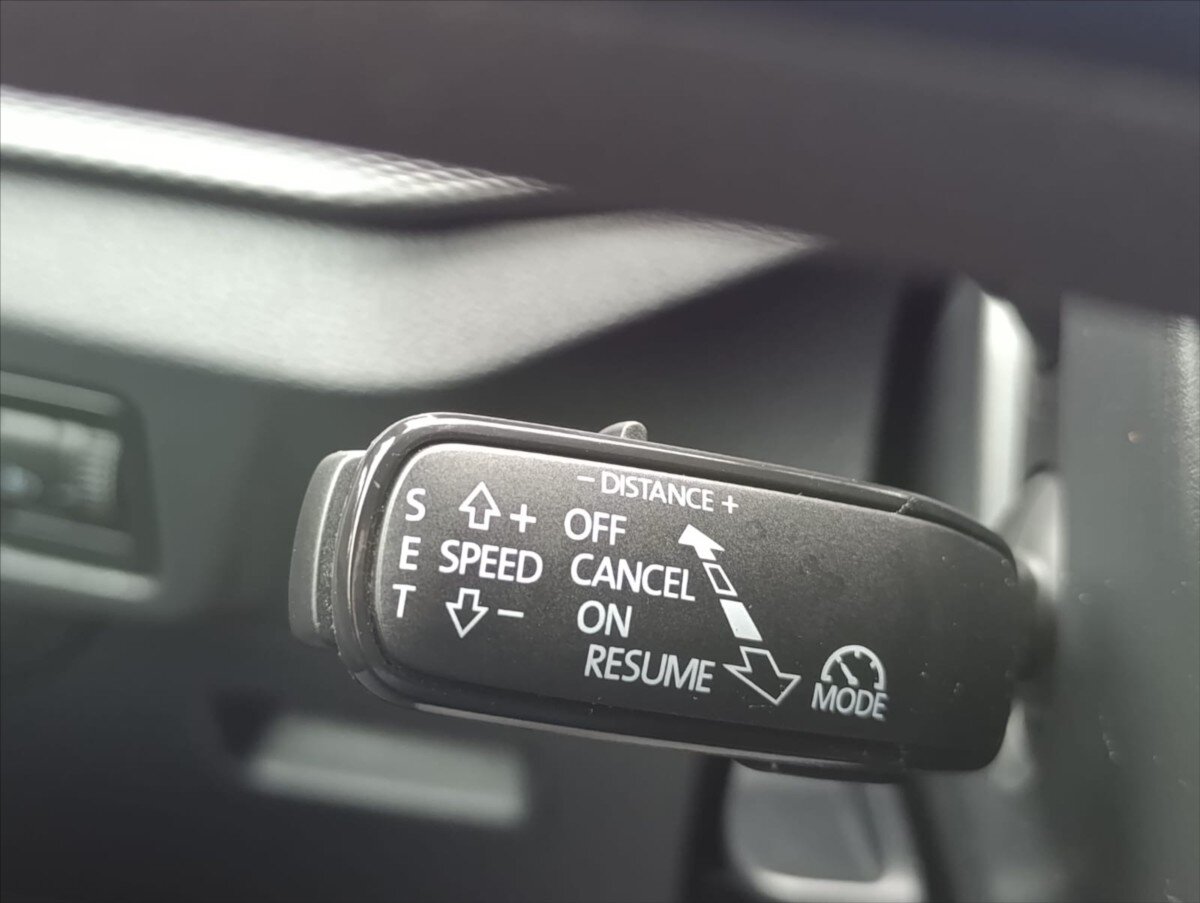 - DISTANCE +
S
E
T
+
SPEED
-
OFF
CANCEL
ON
RESUME
MODE